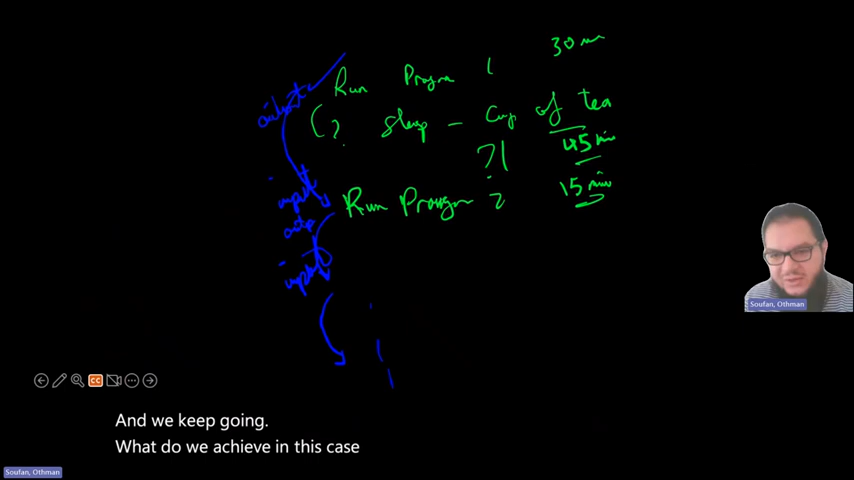 Run Program 1 30 min
output
(? Sleep - Cup of tea
?! 45 min
15 min
input
Run Program 2
output
input
Soufan, Othman
CC
And we keep going.
What do we achieve in this case
Soufan, Othman